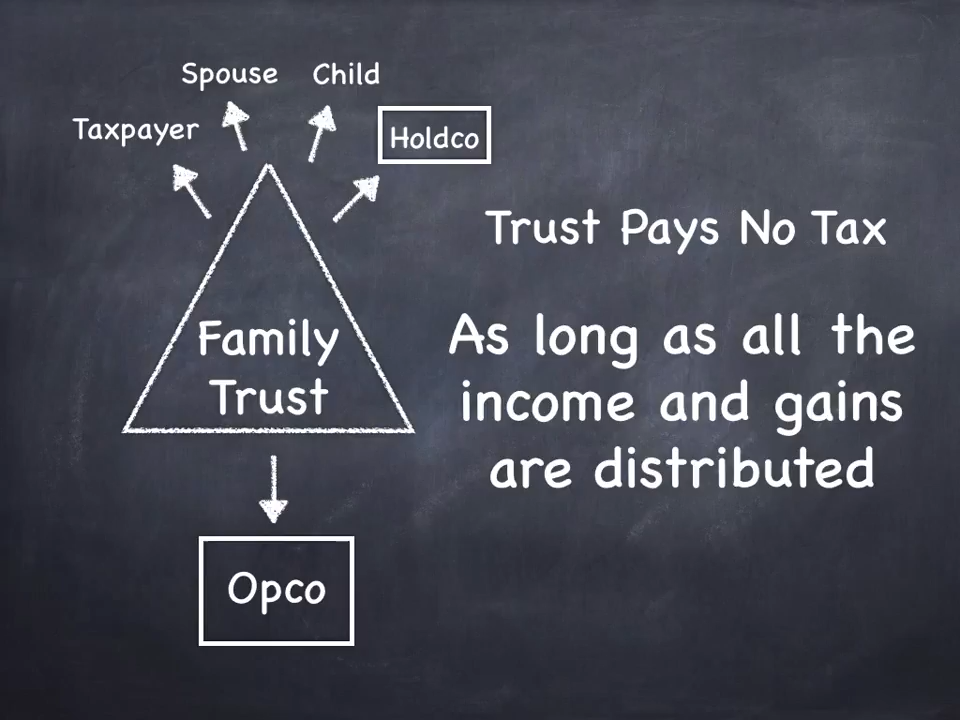 Spouse
Child
Taxpayer
Holdco
Trust Pays No Tax
Family
Trust
As long as all the
income and gains
are distributed
Opco